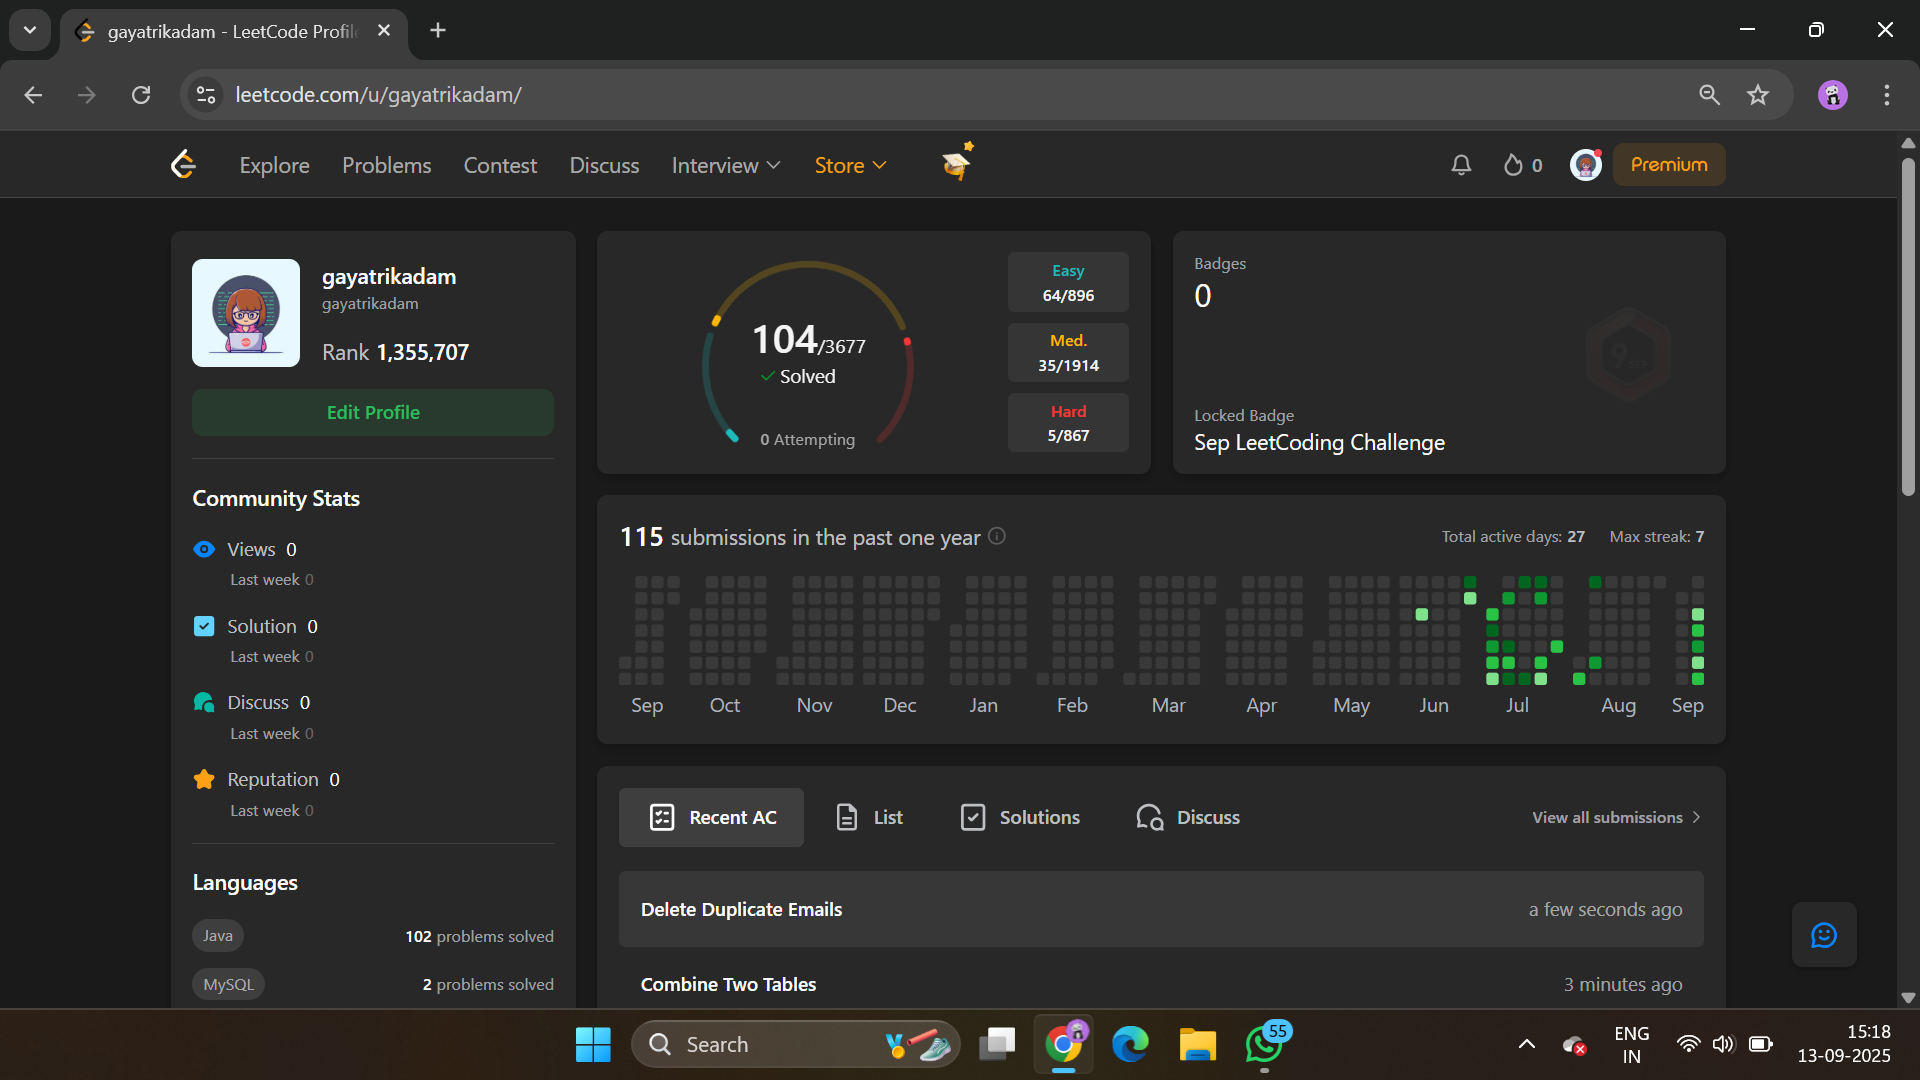 gayatrikadam - LeetCode Profile
leetcode.com/u/gayatrikadam/
Explore Problems Contest Discuss Interview Store 0 Premium
gayatrikadam
gayatrikadam
Rank 1,355,707
Edit Profile
Community Stats
Views 0
Last week 0
Solution 0
Last week 0
Discuss 0
Last week 0
Reputation 0
Last week 0
Languages
Java 102 problems solved
MySQL 2 problems solved
104/3677
Solved
0 Attempting
Easy
64/896
Med.
35/1914
Hard
5/867
Badges
0
Locked Badge
Sep LeetCoding Challenge
115 submissions in the past one year Total active days: 27 Max streak: 7
Sep Oct Nov Dec Jan Feb Mar Apr May Jun Jul Aug Sep
Recent AC List Solutions Discuss View all submissions
Delete Duplicate Emails a few seconds ago
Combine Two Tables 3 minutes ago
Search 55 ENG 15:18
IN 13-09-2025